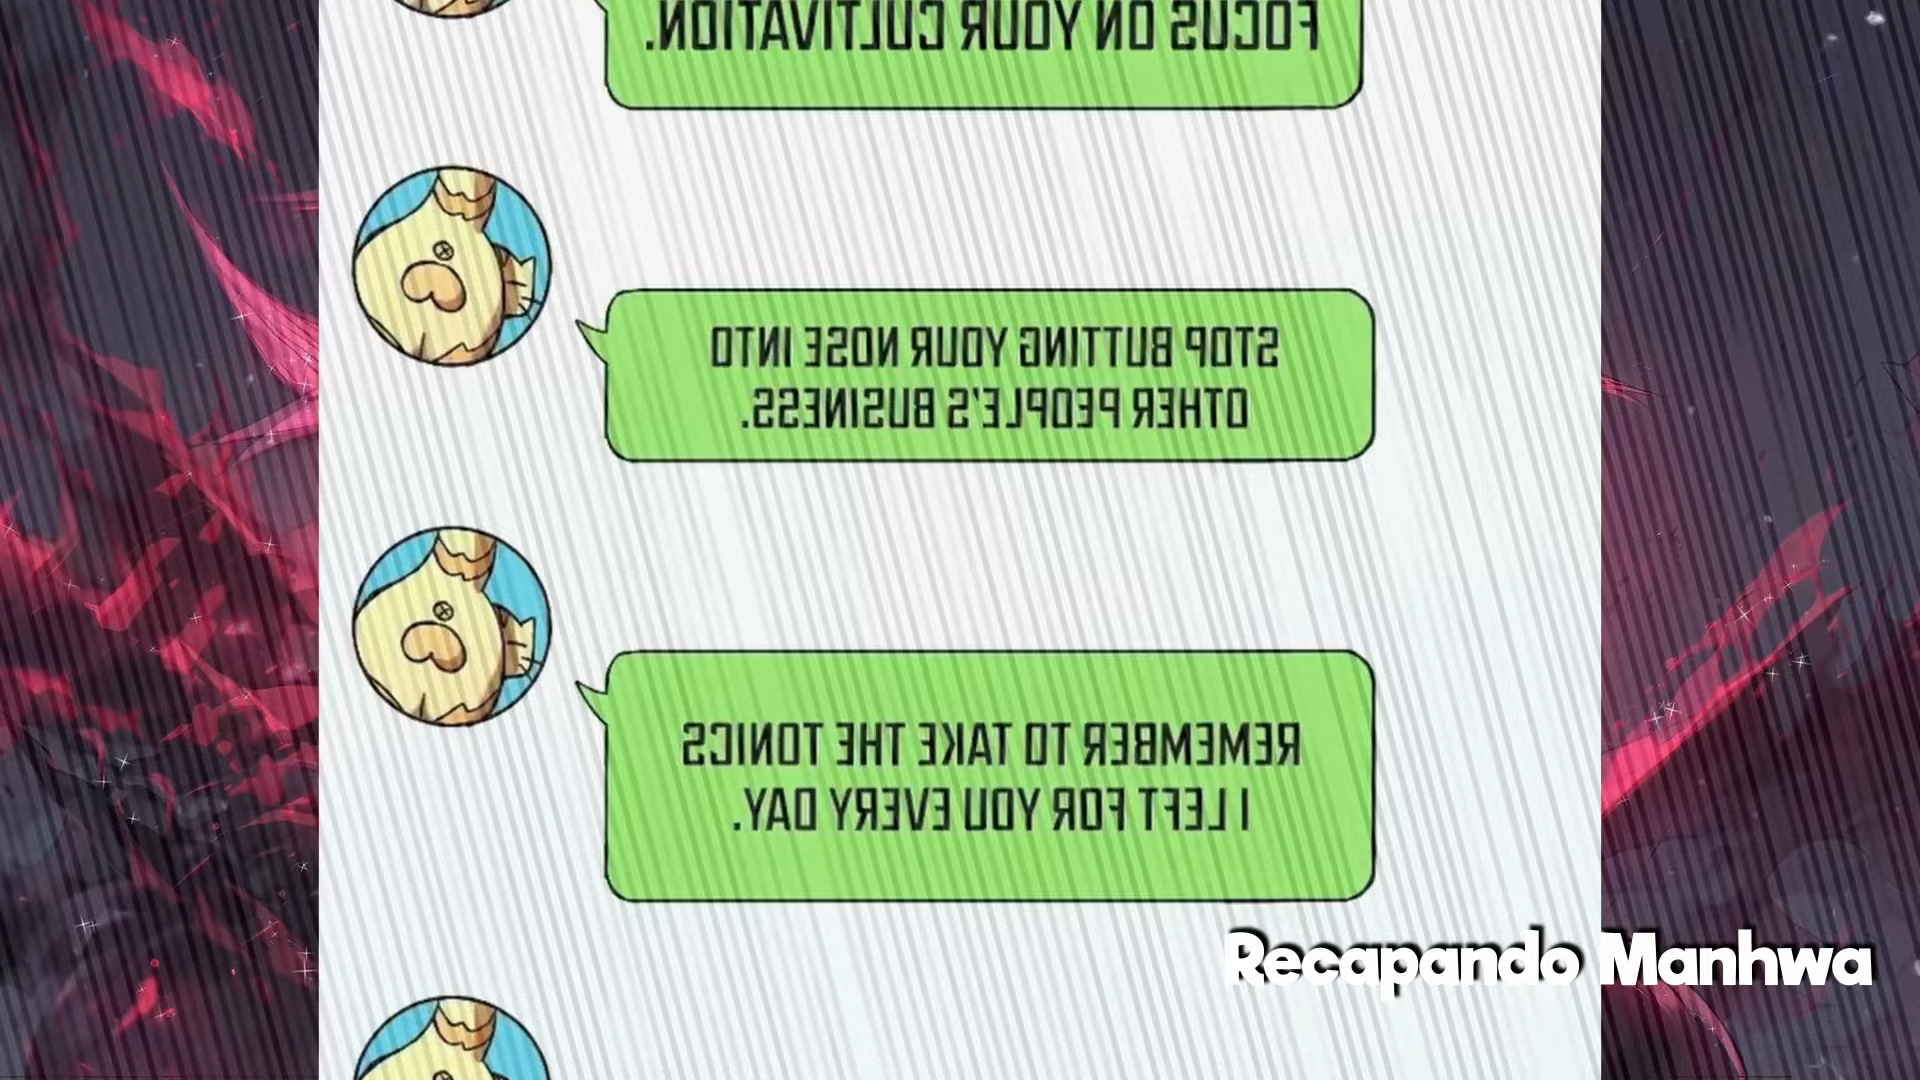 FOCUS ON YOUR CULTIVATION.
STOP BUTTING YOUR NOSE INTO
OTHER PEOPLE'S BUSINESS.
REMEMBER TO TAKE THE TONICS
I LEFT FOR YOU EVERY DAY.
Recapando Manhwa